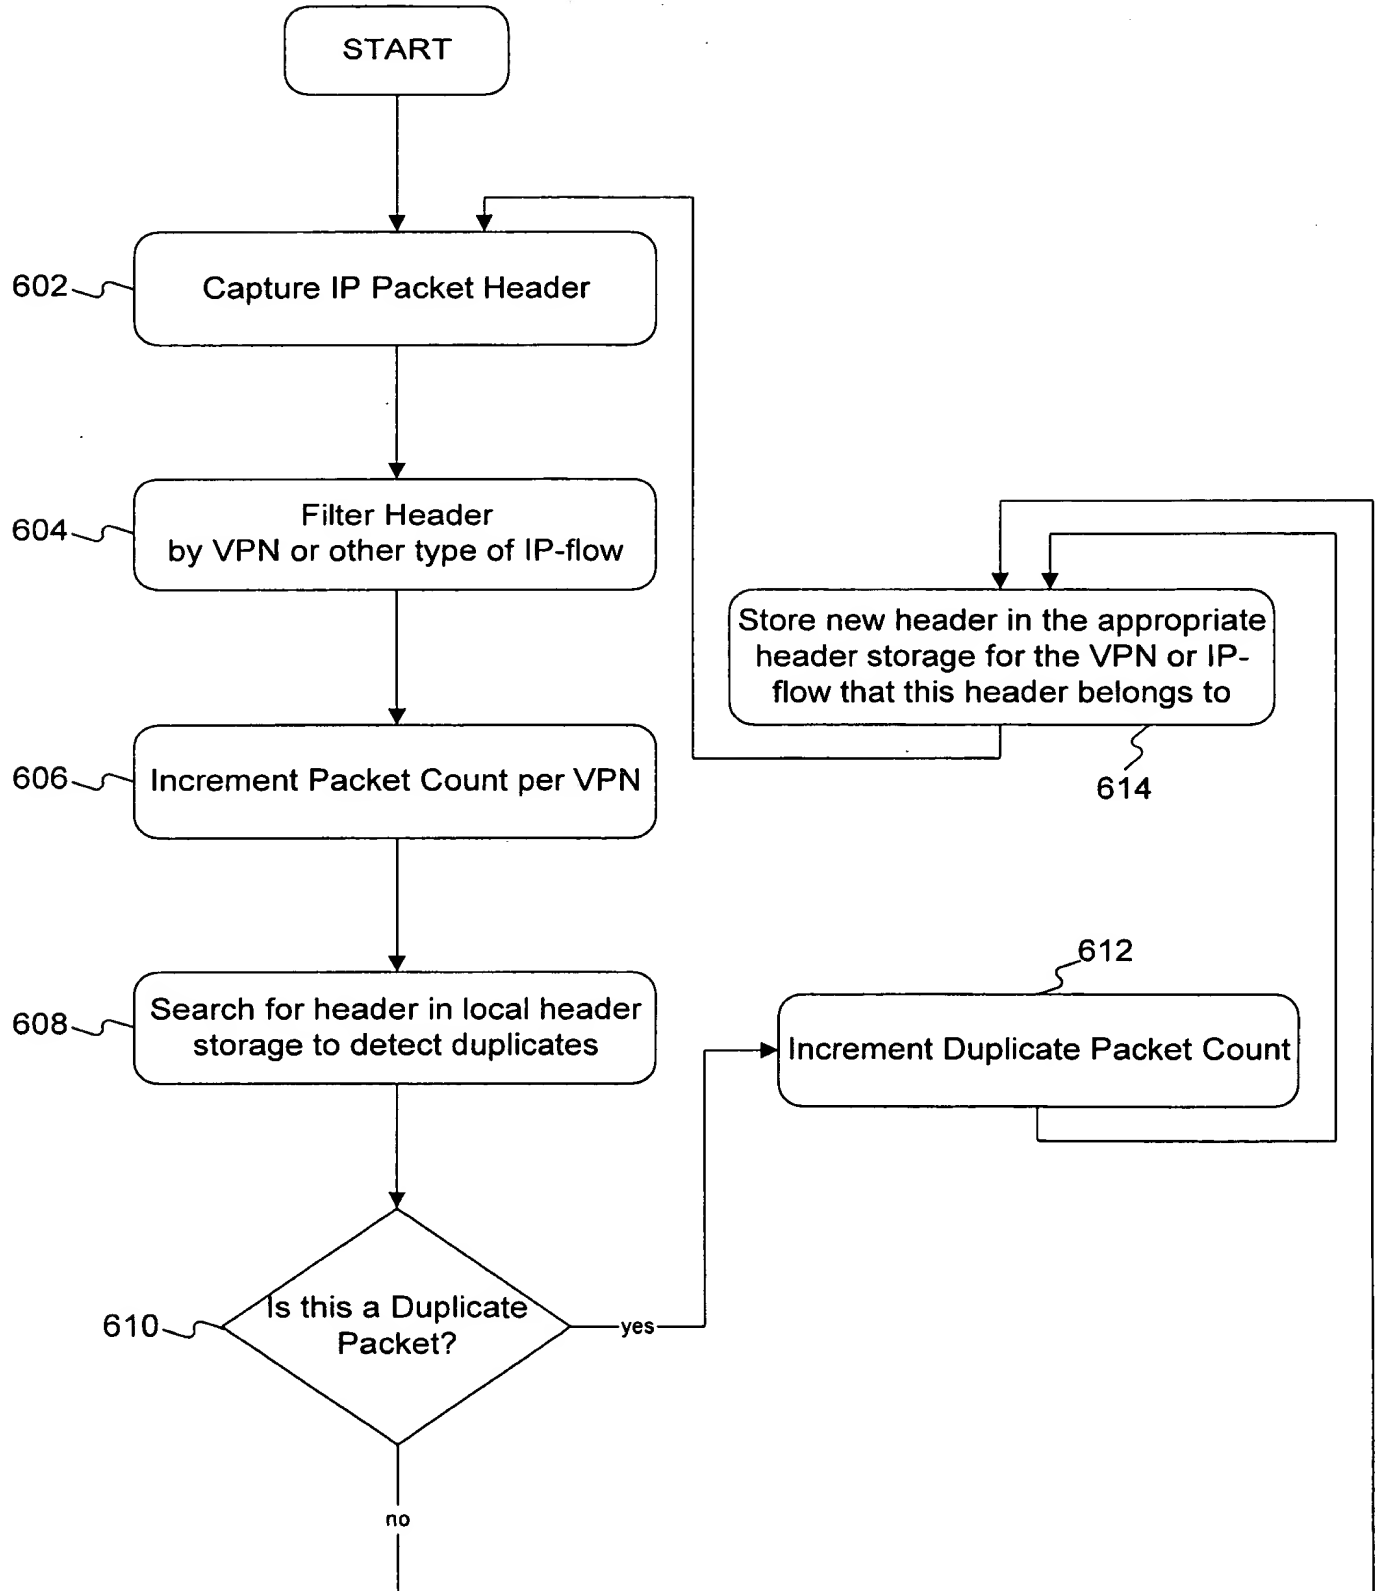 START
602
Capture IP Packet Header
604
Filter Header
by VPN or other type of IP-flow
Store new header in the appropriate
header storage for the VPN or IP-
flow that this header belongs to
614
606
Increment Packet Count per VPN
612
608
Search for header in local header
storage to detect duplicates
Increment Duplicate Packet Count
610
Is this a Duplicate
Packet?
yes
no